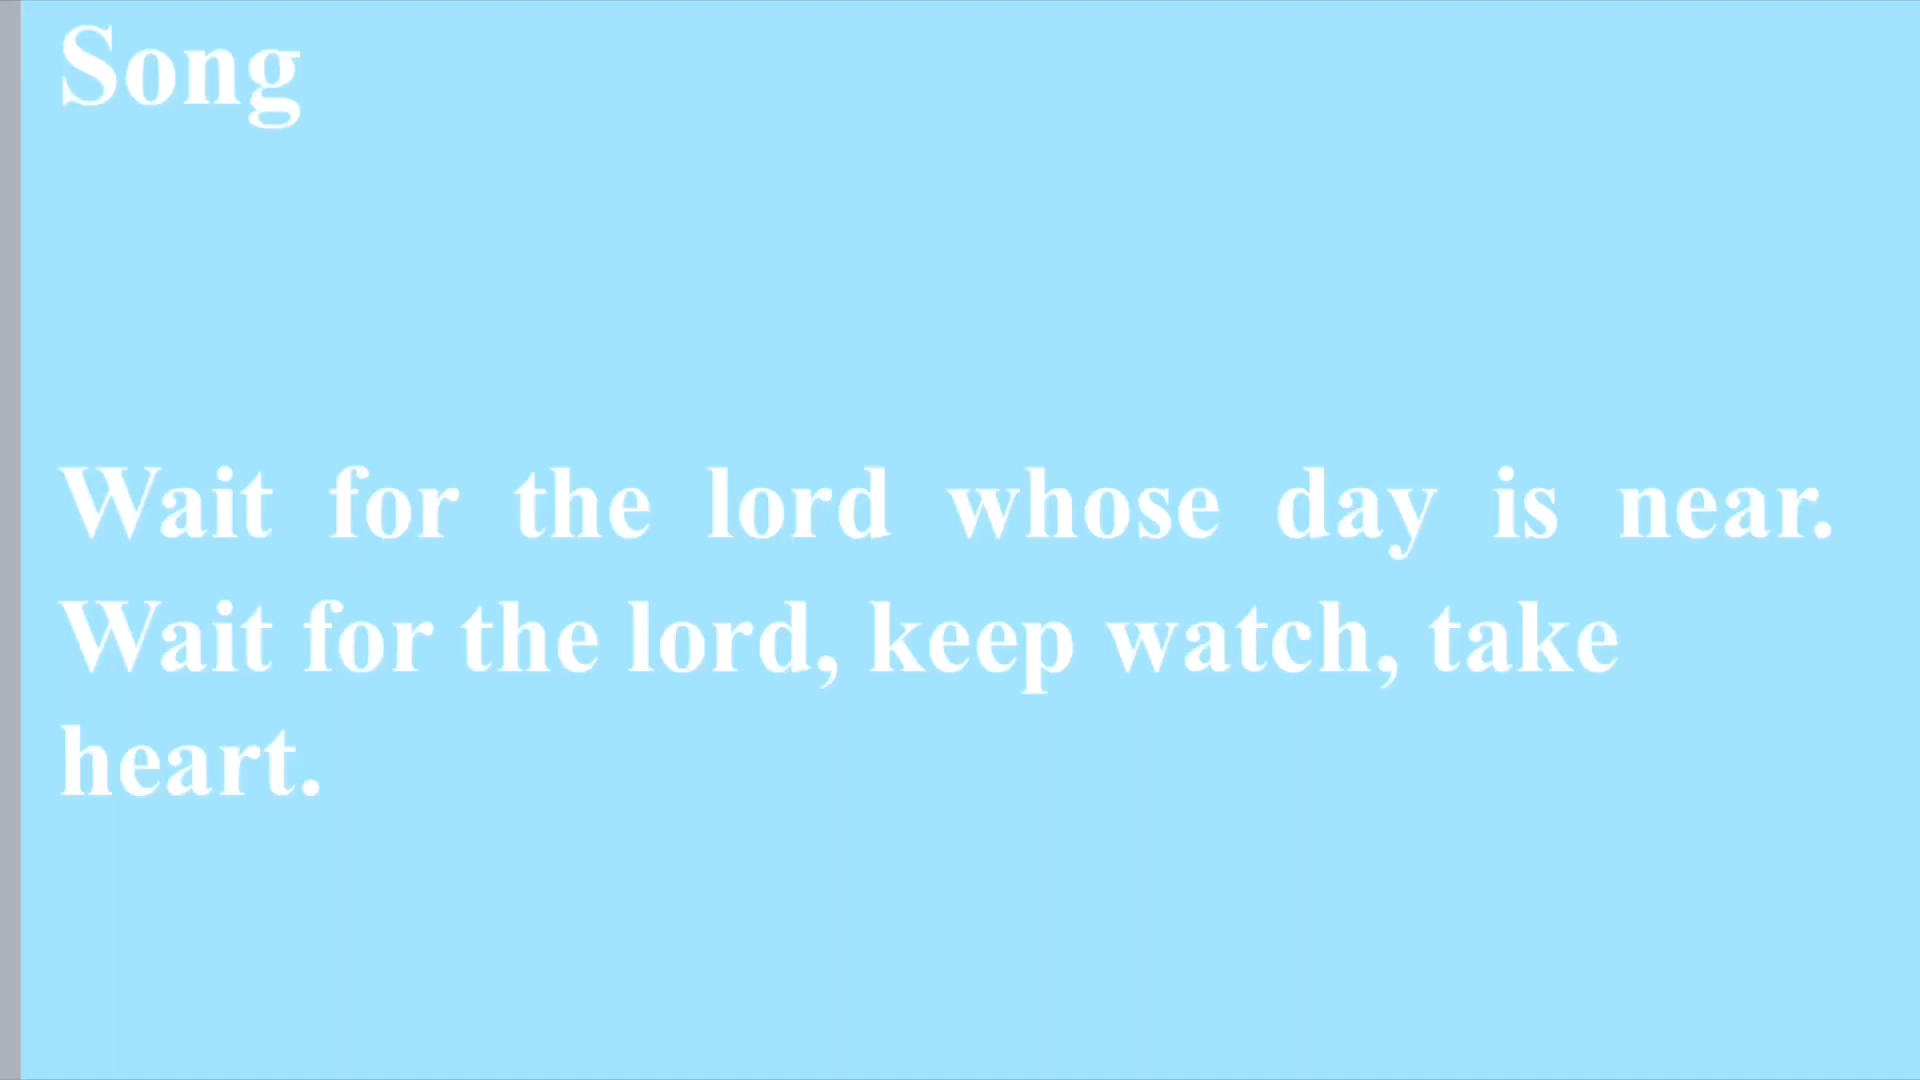 Song
Wait for the lord whose day is near.
Wait for the lord, keep watch, take
heart.